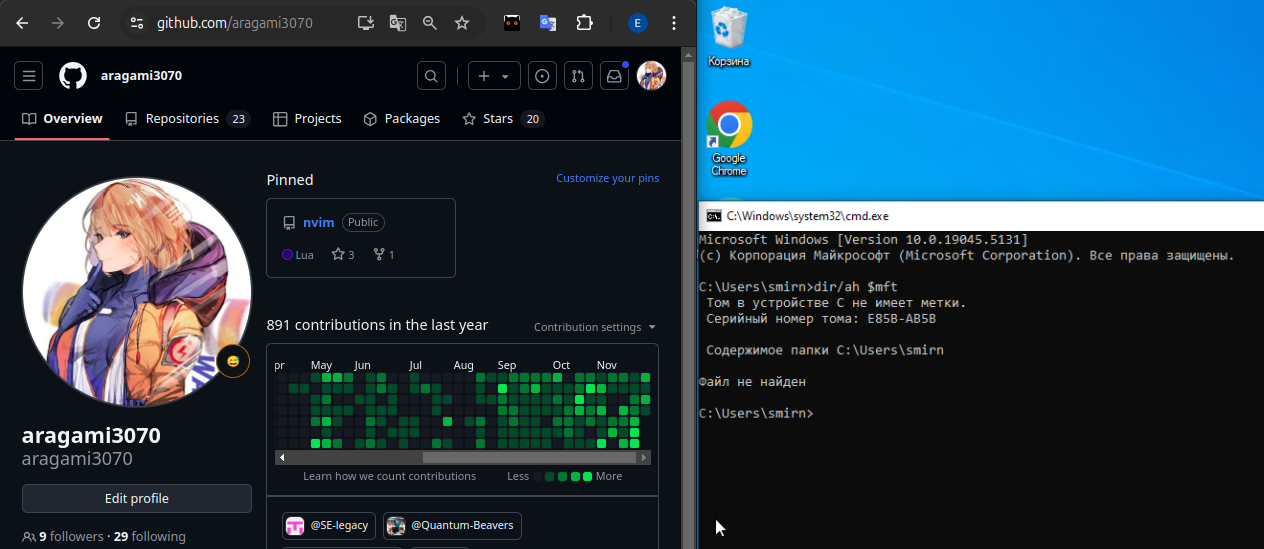 github.com/aragami3070
E
aragami3070
Overview
Repositories 23
Projects
Packages
Stars 20
Pinned
Customize your pins
nvim Public
Lua 3 1
891 contributions in the last year
Contribution settings
pr May Jun Jul Aug Sep Oct Nov
Learn how we count contributions
Less More
aragami3070
aragami3070
Edit profile
9 followers · 29 following
@SE-legacy
@Quantum-Beavers
Корзина
Google
Chrome
C:\Windows\system32\cmd.exe
Microsoft Windows [Version 10.0.19045.5131]
(c) Корпорация Майкрософт (Microsoft Corporation). Все права защищены.
C:\Users\smirn>dir/ah $mft
Том в устройстве C не имеет метки.
Серийный номер тома: E85B-AB5B
Содержимое папки C:\Users\smirn
Файл не найден
C:\Users\smirn>